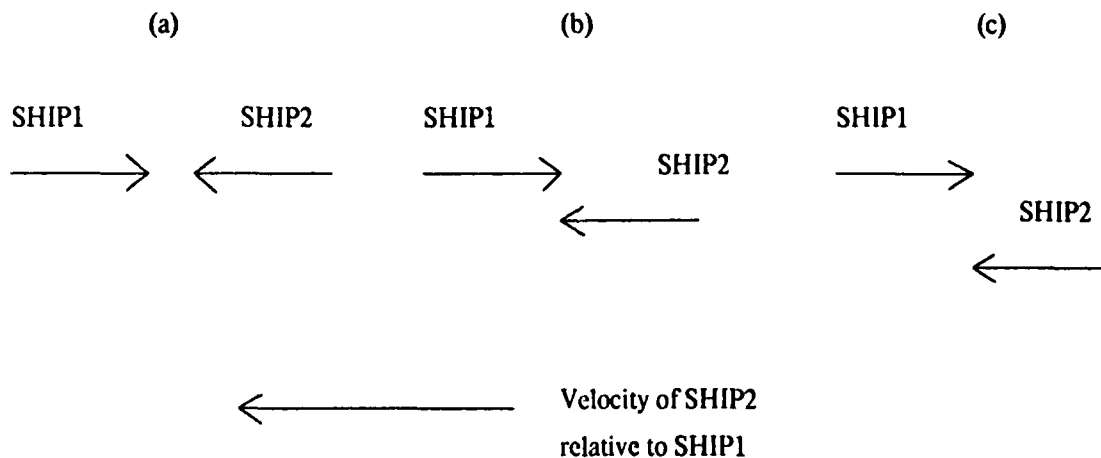 (a) (b) (c)
SHIP1 SHIP2 SHIP1 SHIP1
SHIP2
SHIP2
Velocity of SHIP2
relative to SHIP1